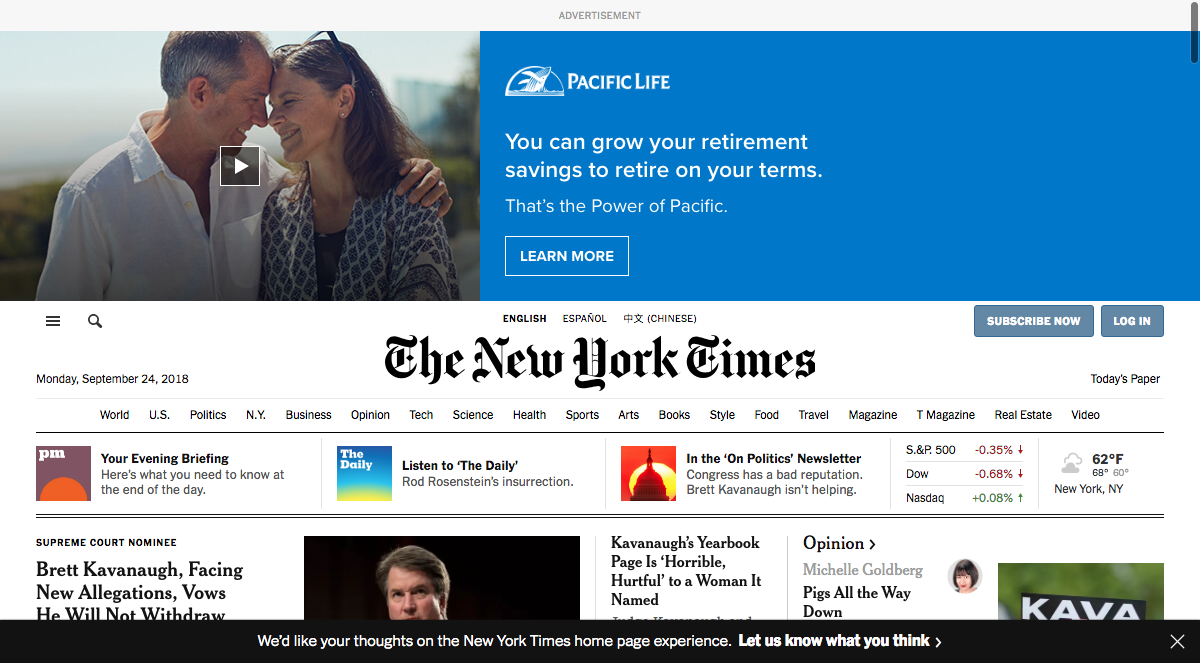 ADVERTISEMENT
PACIFIC LIFE
You can grow your retirement
savings to retire on your terms.
That's the Power of Pacific.
LEARN MORE
ENGLISH ESPAÑOL 中文 (CHINESE)
SUBSCRIBE NOW LOG IN
The New York Times
Monday, September 24, 2018
Today's Paper
World U.S. Politics N.Y. Business Opinion Tech Science Health Sports Arts Books Style Food Travel Magazine T Magazine Real Estate Video
pm
Your Evening Briefing
Here's what you need to know at
the end of the day.
The
Daily
Listen to 'The Daily'
Rod Rosenstein's insurrection.
In the 'On Politics' Newsletter
Congress has a bad reputation.
Brett Kavanaugh isn't helping.
S.&P. 500 -0.35% ↓
Dow -0.68% ↓
Nasdaq +0.08% ↑
62°F
68° 60°
New York, NY
SUPREME COURT NOMINEE
Brett Kavanaugh, Facing
New Allegations, Vows
He Will Not Withdraw
Kavanaugh's Yearbook
Page Is 'Horrible,
Hurtful' to a Woman It
Named
Judge Kavanaugh and
Opinion >
Michelle Goldberg
Pigs All the Way
Down
KAVA
We'd like your thoughts on the New York Times home page experience. Let us know what you think >